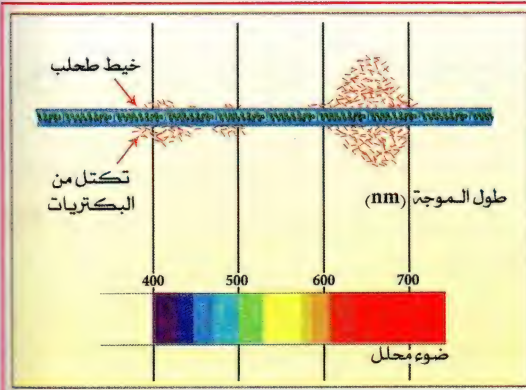 خيط طحلب
تكتل من
البكتريات
طول الموجة (nm)
400 500 600 700
ضوء محلل